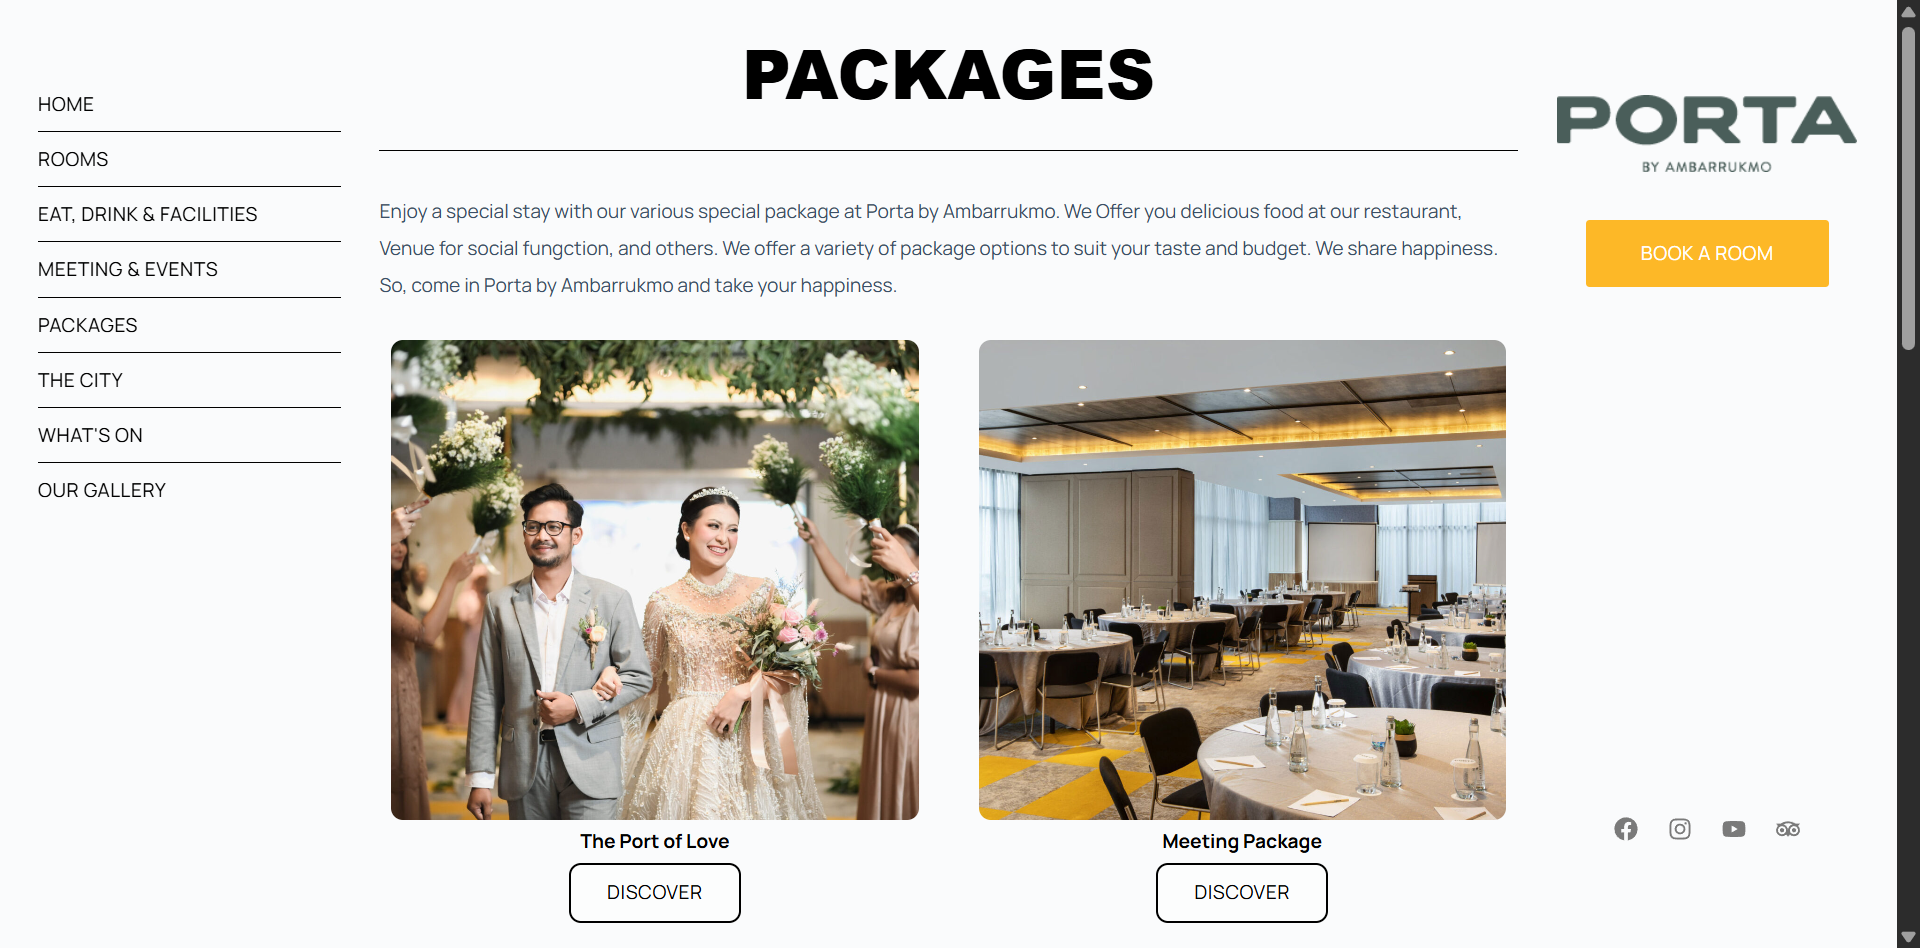 PACKAGES
HOME
ROOMS
EAT, DRINK & FACILITIES
MEETING & EVENTS
PACKAGES
THE CITY
WHAT'S ON
OUR GALLERY
Enjoy a special stay with our various special package at Porta by Ambarrukmo. We Offer you delicious food at our restaurant,
Venue for social fungction, and others. We offer a variety of package options to suit your taste and budget. We share happiness.
So, come in Porta by Ambarrukmo and take your happiness.
The Port of Love
DISCOVER
Meeting Package
DISCOVER
PORTA
BY AMBARRUKMO
BOOK A ROOM